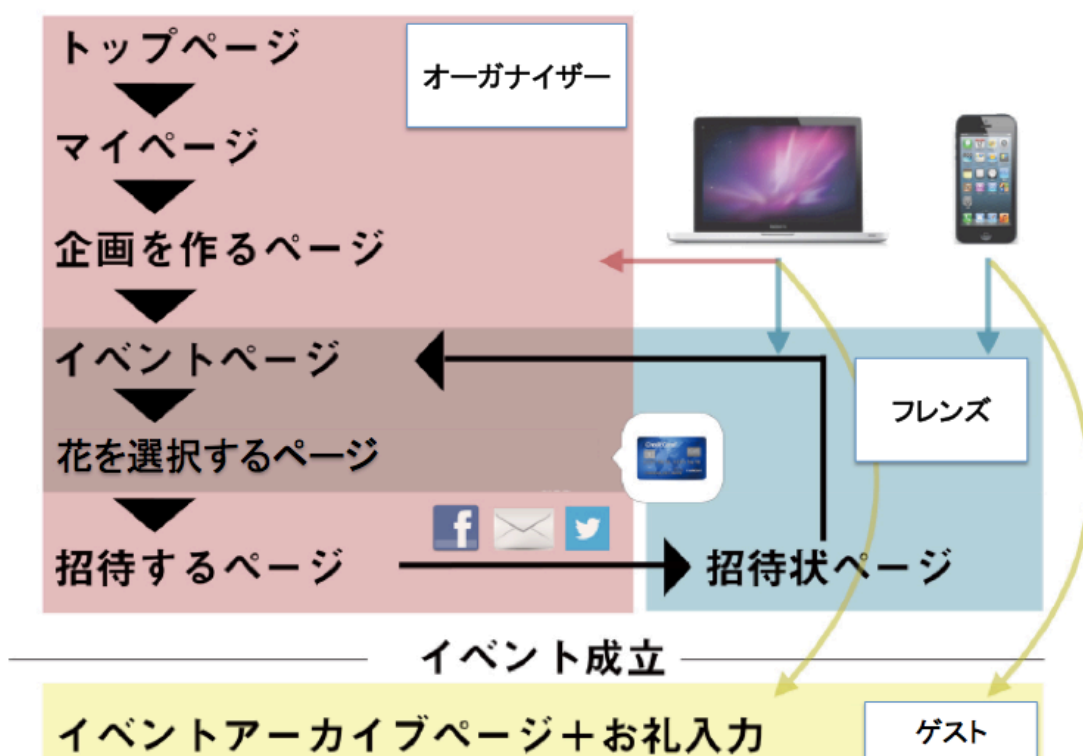 トップページ
オーガナイザー
マイページ
企画を作るページ
イベントページ
フレンズ
花を選択するページ
招待するページ
招待状ページ
イベント成立
イベントアーカイブページ+お礼入力
ゲスト